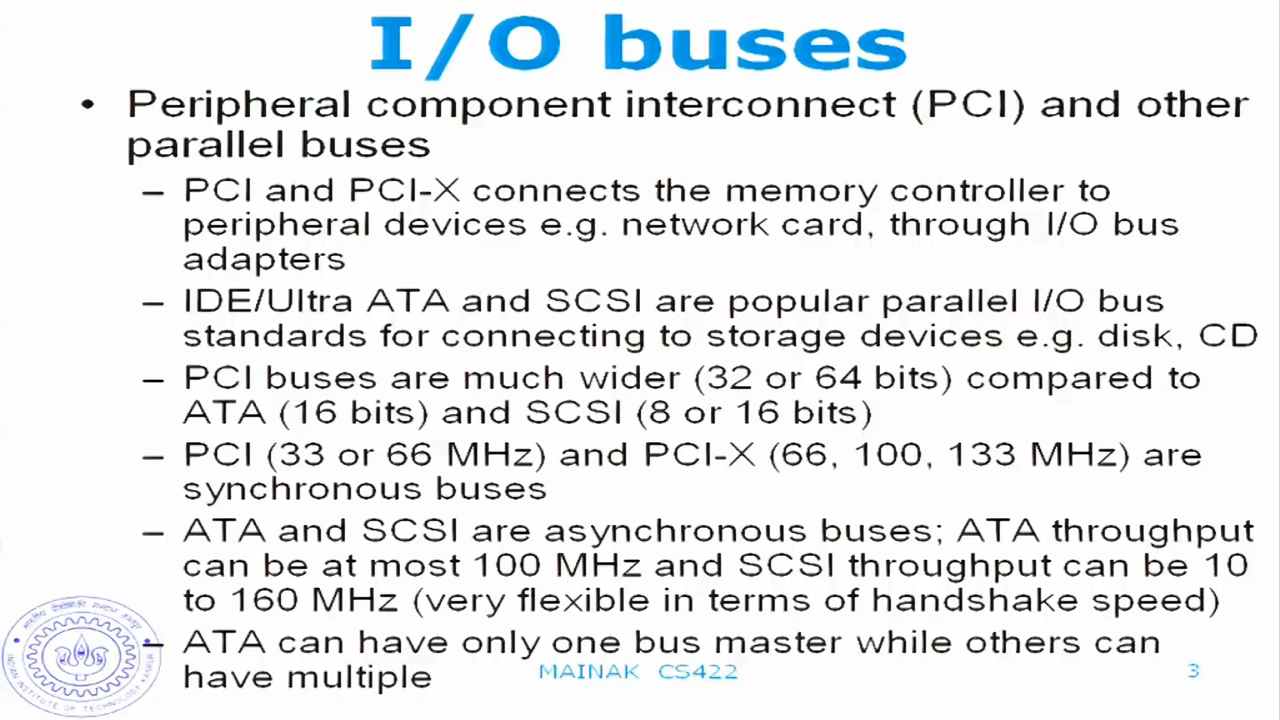 I/O buses
• Peripheral component interconnect (PCI) and other
parallel buses
– PCI and PCI-X connects the memory controller to
peripheral devices e.g. network card, through I/O bus
adapters
– IDE/Ultra ATA and SCSI are popular parallel I/O bus
standards for connecting to storage devices e.g. disk, CD
– PCI buses are much wider (32 or 64 bits) compared to
ATA (16 bits) and SCSI (8 or 16 bits)
– PCI (33 or 66 MHz) and PCI-X (66, 100, 133 MHz) are
synchronous buses
– ATA and SCSI are asynchronous buses; ATA throughput
can be at most 100 MHz and SCSI throughput can be 10
to 160 MHz (very flexible in terms of handshake speed)
– ATA can have only one bus master while others can
have multiple
MAINAK CS422
3
INDIAN INSTITUTE OF TECHNOLOGY KANPUR